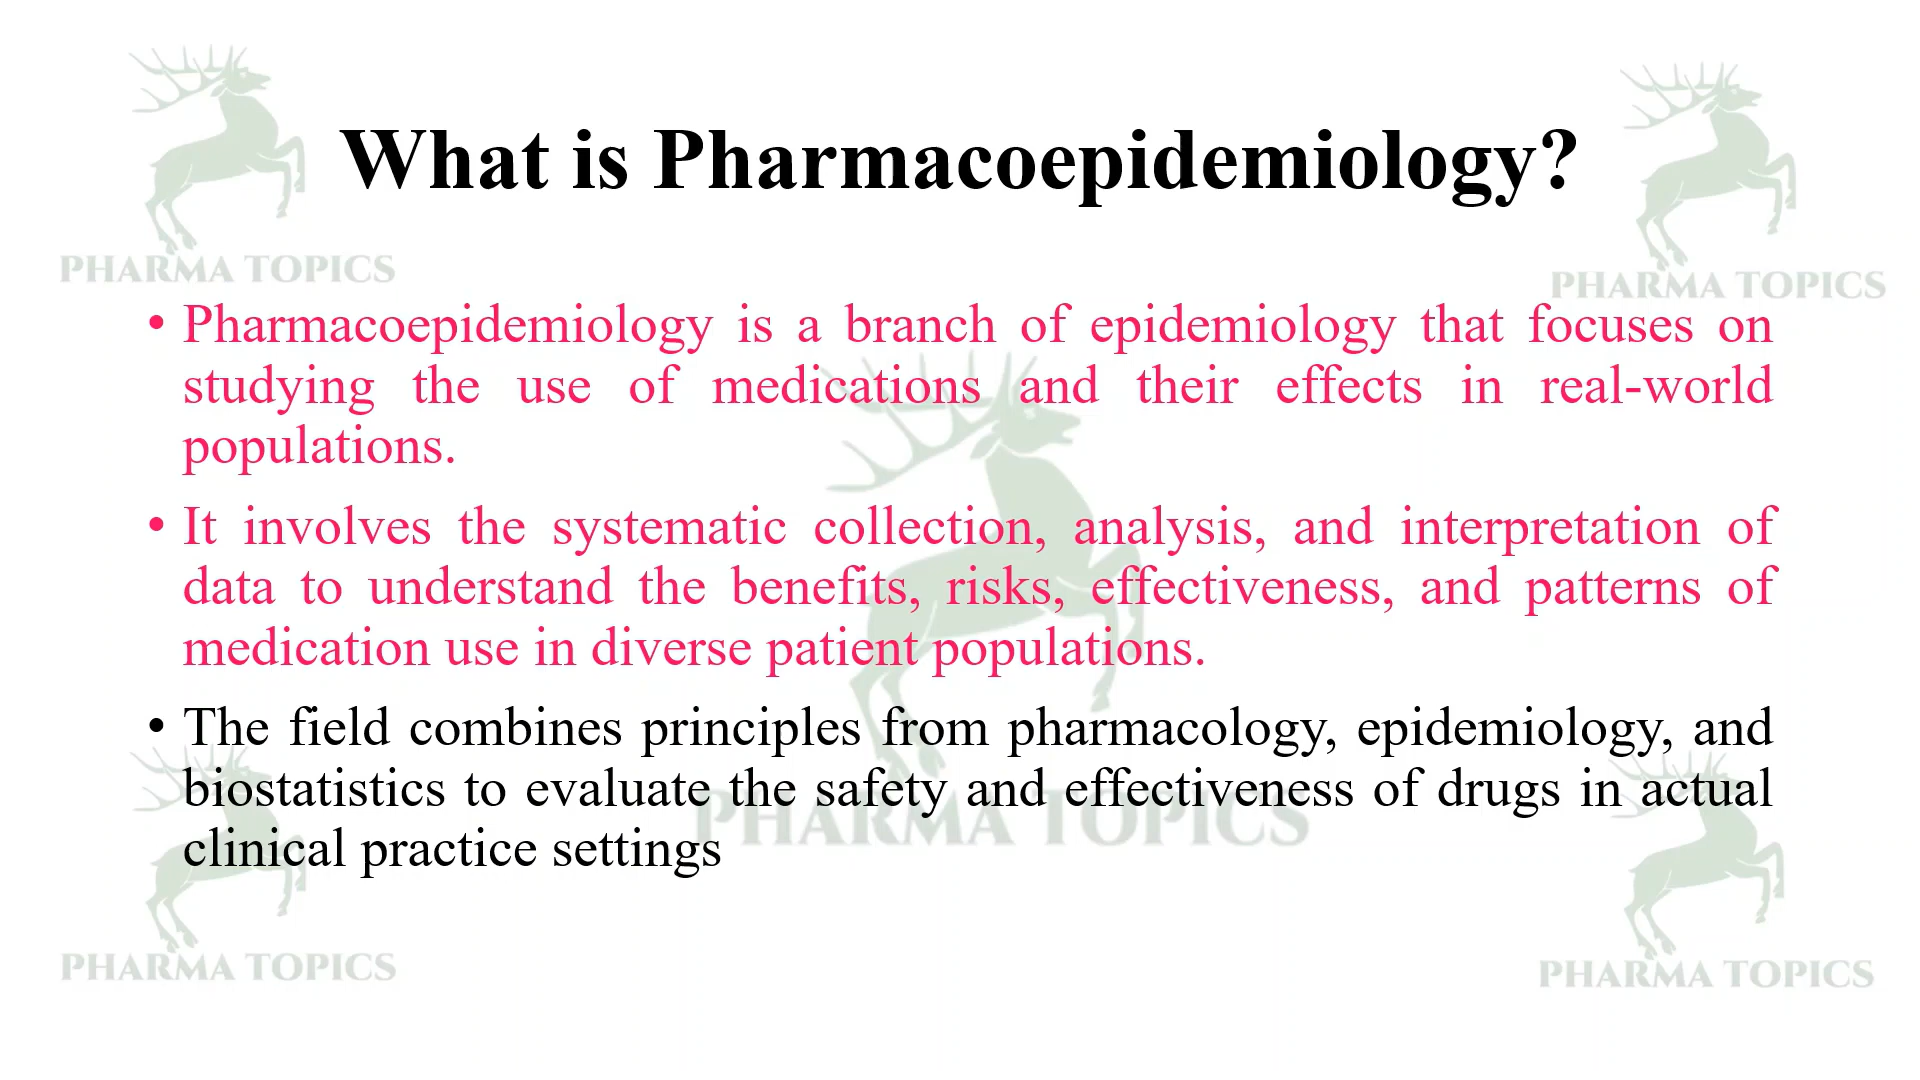 What is Pharmacoepidemiology?
PHARMA TOPICS
PHARMA TOPICS
• Pharmacoepidemiology is a branch of epidemiology that focuses on
studying the use of medications and their effects in real-world
populations.
• It involves the systematic collection, analysis, and interpretation of
data to understand the benefits, risks, effectiveness, and patterns of
medication use in diverse patient populations.
• The field combines principles from pharmacology, epidemiology, and
biostatistics to evaluate the safety and effectiveness of drugs in actual
PHARMA TOPICS
clinical practice settings
PHARMA TOPICS
PHARMA TOPICS